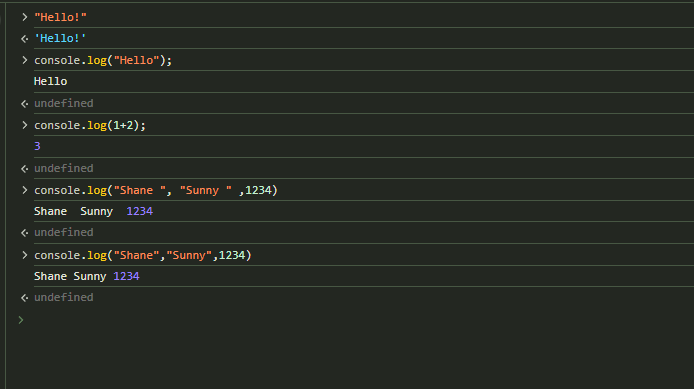 > "Hello!"
<· 'Hello!'
> console.log("Hello");
Hello
<· undefined
> console.log(1+2);
3
<· undefined
> console.log("Shane ", "Sunny " ,1234)
Shane  Sunny  1234
<· undefined
> console.log("Shane","Sunny",1234)
Shane Sunny 1234
<· undefined
>